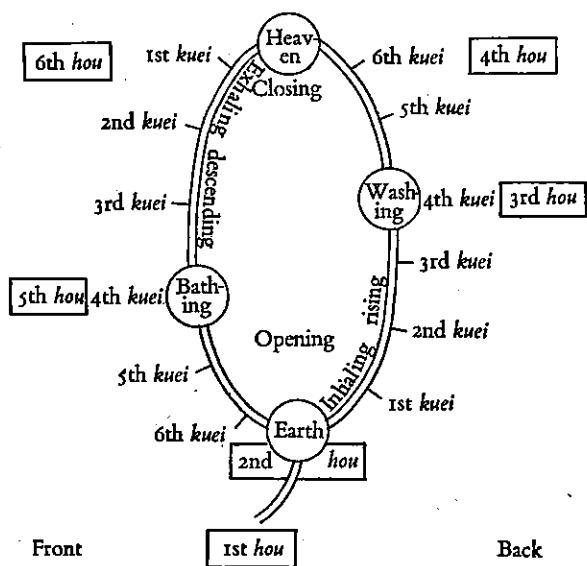 Heav-
en
6th hou
1st kuei
6th kuei
4th hou
Exhaling descending
Closing
2nd kuei
5th kuei
3rd kuei
Wash-
ing
4th kuei
3rd hou
3rd kuei
5th hou
4th kuei
Bath-
ing
Inhaling rising
Opening
2nd kuei
5th kuei
1st kuei
6th kuei
Earth
2nd hou
Front
1st hou
Back